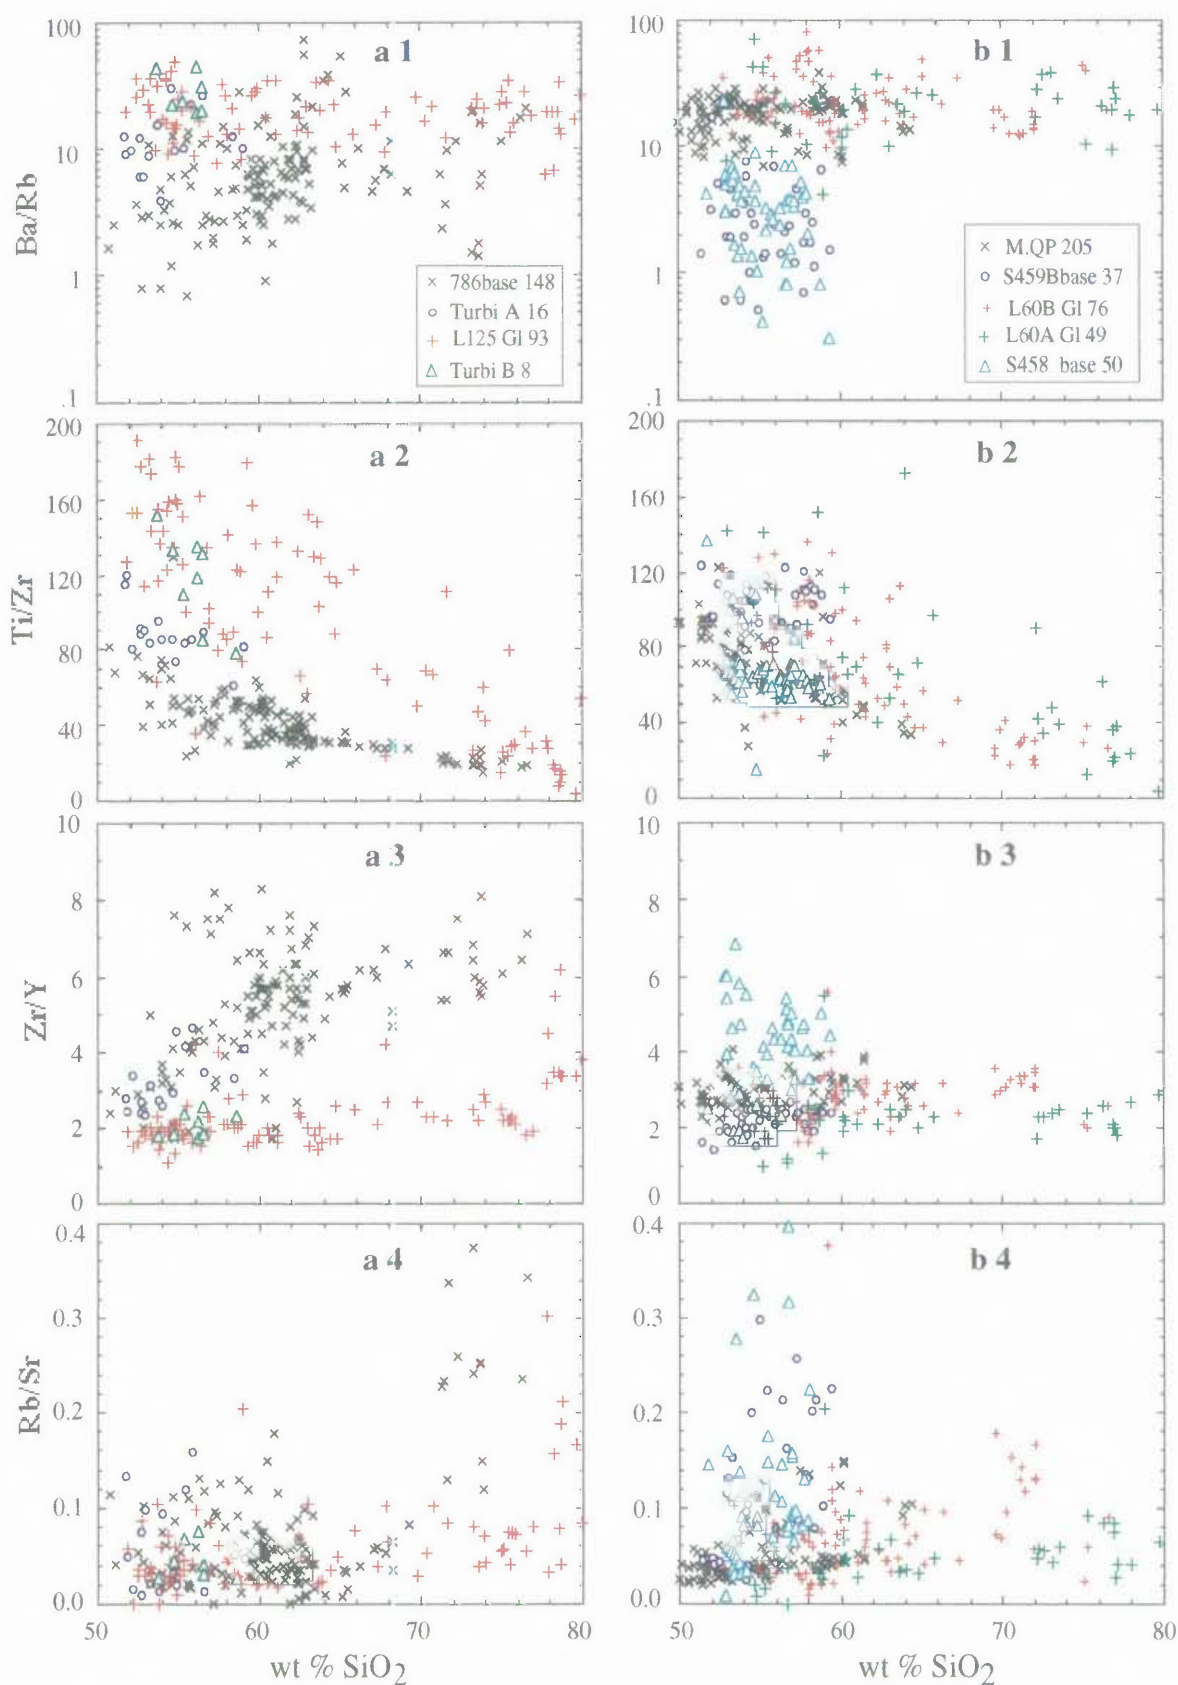 100
10
1
.1
Ba/Rb
a 1
× 786base 148
o Turbi A 16
+ L125 Gl 93
△ Turbi B 8
100
10
1
.1
b 1
× M.QP 205
o S459Bbase 37
+ L60B Gl 76
+ L60A Gl 49
△ S458 base 50
200
160
120
80
40
0
Ti/Zr
a 2
200
160
120
80
40
0
b 2
10
8
6
4
2
0
Zr/Y
a 3
10
8
6
4
2
0
b 3
0.4
0.3
0.2
0.1
0.0
Rb/Sr
a 4
0.4
0.3
0.2
0.1
0.0
b 4
50 60 70 80
wt % SiO2
50 60 70 80
wt % SiO2